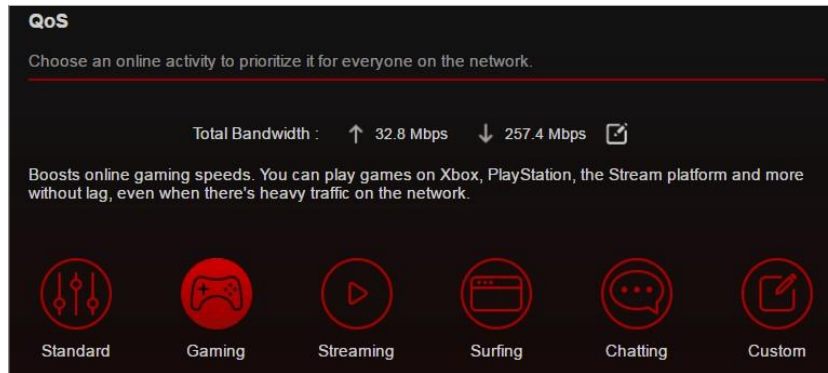 QoS
Choose an online activity to prioritize it for everyone on the network.
Total Bandwidth : ↑ 32.8 Mbps ↓ 257.4 Mbps
Boosts online gaming speeds. You can play games on Xbox, PlayStation, the Stream platform and more
without lag, even when there's heavy traffic on the network.
Standard Gaming Streaming Surfing Chatting Custom